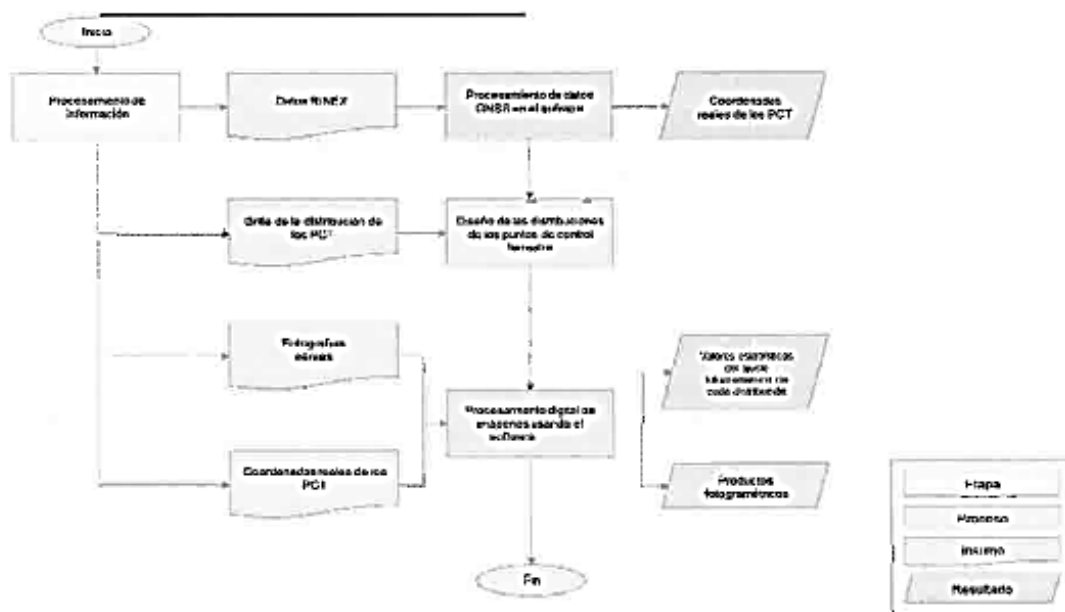 Inicio
Procesamiento de
información
Datos RINEX
Procesamiento de datos
GNSS en el software
Coordenadas
reales de los PCT
de la distribución de
los PCT
Diseño de las distribuciones
de los puntos de control
terrestre
Fotografías
aéreas
Valores estadísticos
del ajuste
de
cada distribución
Procesamiento digital de
imágenes usando el
software
Coordenadas reales de los
PCT
Productos
fotogramétricos
Fin
Etapa
Proceso
Insumo
Resultado